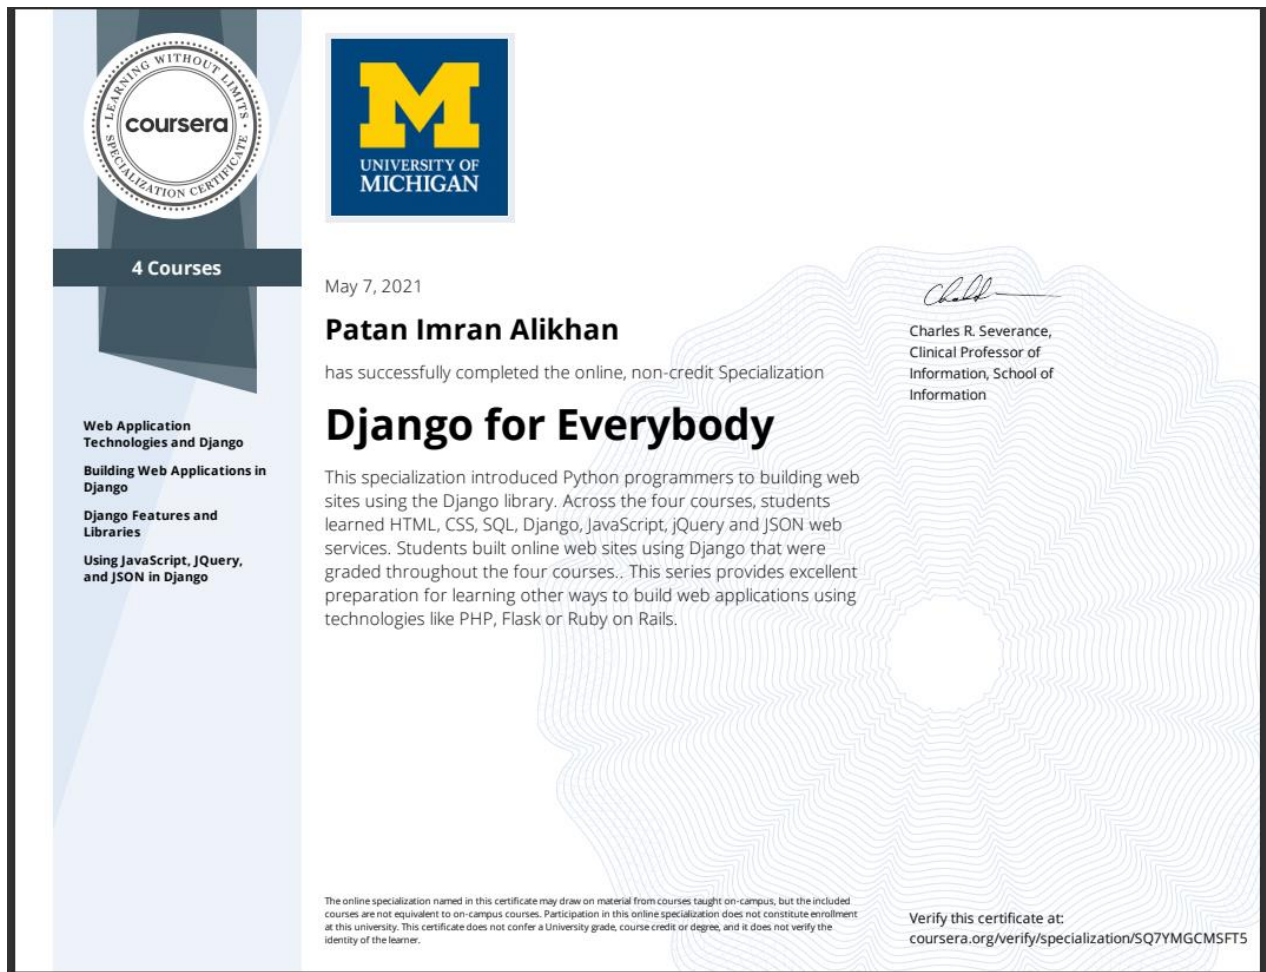 LEARNING WITHOUT LIMITS
coursera
SPECIALIZATION CERTIFICATE
4 Courses
Web Application
Technologies and Django
Building Web Applications in
Django
Django Features and
Libraries
Using JavaScript, JQuery,
and JSON in Django
M
UNIVERSITY OF
MICHIGAN
May 7, 2021
Patan Imran Alikhan
has successfully completed the online, non-credit Specialization
Django for Everybody
This specialization introduced Python programmers to building web
sites using the Django library. Across the four courses, students
learned HTML, CSS, SQL, Django, JavaScript, jQuery and JSON web
services. Students built online web sites using Django that were
graded throughout the four courses.. This series provides excellent
preparation for learning other ways to build web applications using
technologies like PHP, Flask or Ruby on Rails.
Charles R. Severance,
Clinical Professor of
Information, School of
Information
The online specialization named in this certificate may draw on material from courses taught on-campus, but the included
courses are not equivalent to on-campus courses. Participation in this online specialization does not constitute enrollment
at this university. This certificate does not confer a University grade, course credit or degree, and it does not verify the
identity of the learner.
Verify this certificate at:
coursera.org/verify/specialization/SQ7YMGCMSFT5